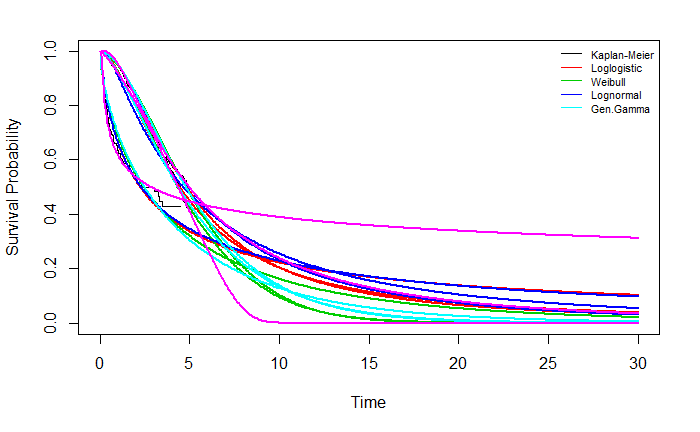 Kaplan-Meier
Loglogistic
Weibull
Lognormal
Gen.Gamma
Survival Probability
1.0
0.8
0.6
0.4
0.2
0.0
0 5 10 15 20 25 30
Time